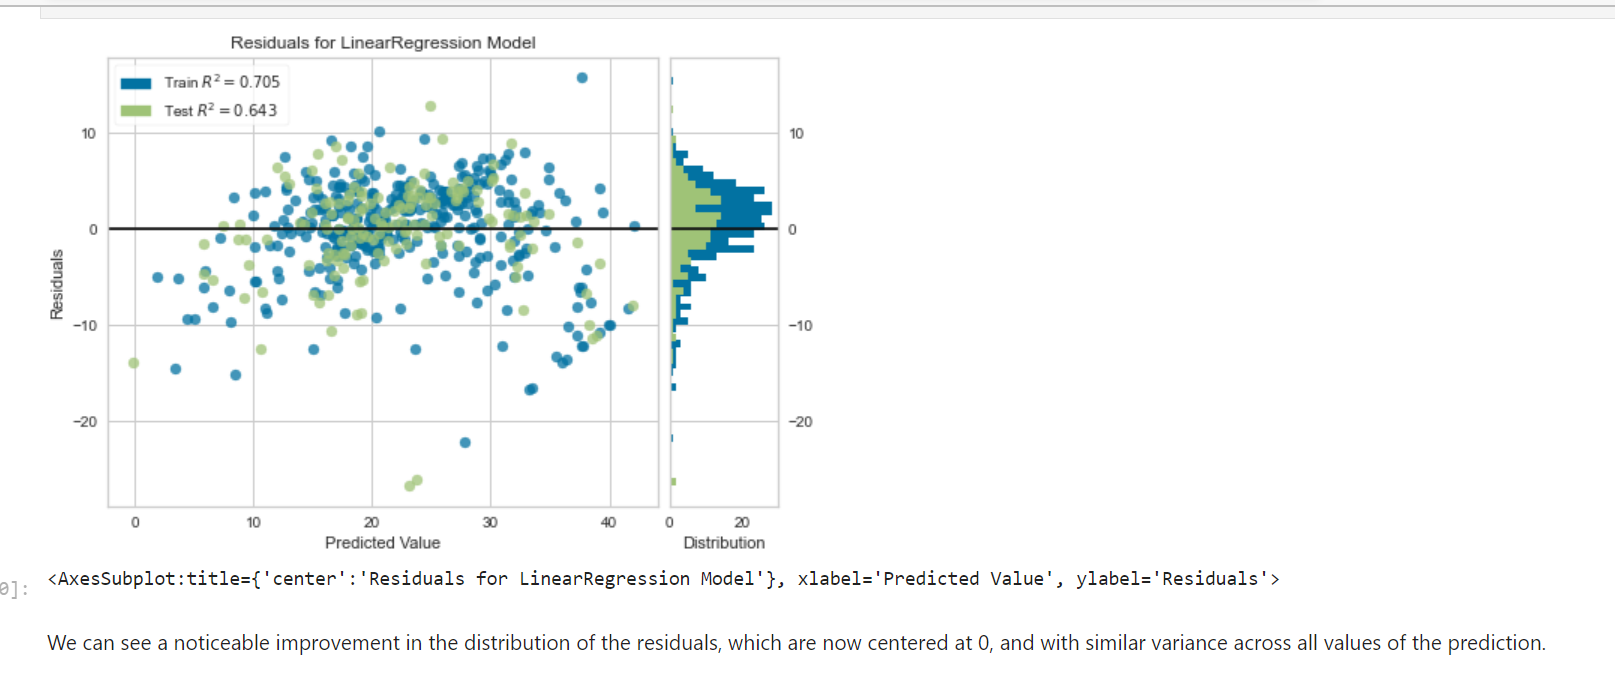 Residuals for LinearRegression Model
Train R² = 0.705
Test R² = 0.643
Residuals
10
0
−10
−20
0
10
20
30
40
Predicted Value
10
0
−10
−20
0
20
Distribution
0]:
<AxesSubplot:title={'center':'Residuals for LinearRegression Model'}, xlabel='Predicted Value', ylabel='Residuals'>
We can see a noticeable improvement in the distribution of the residuals, which are now centered at 0, and with similar variance across all values of the prediction.